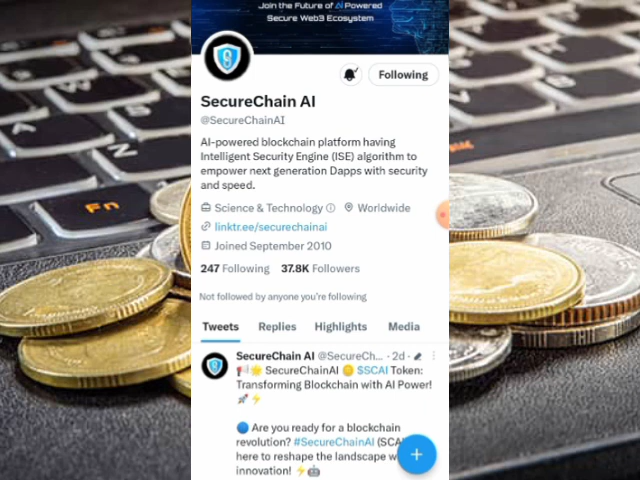 Join the Future of Ai Powered
Secure Web3 Ecosystem
Following
SecureChain AI
@SecureChainAI
AI-powered blockchain platform having
Intelligent Security Engine (ISE) algorithm to
empower next generation Dapps with security
and speed.
Science & Technology ⓘ Worldwide
linktr.ee/securechainai
Joined September 2010
247 Following 37.8K Followers
Not followed by anyone you're following
Tweets Replies Highlights Media
SecureChain AI @SecureCh... · 2d ·
📢🌟 SecureChainAI 🪙 $SCAI Token:
Transforming Blockchain with AI Power!
🚀⚡
🔵 Are you ready for a blockchain
revolution? #SecureChainAI (SCAI
here to reshape the landscape
innovation! ⚡🤖
Fn
A
Z